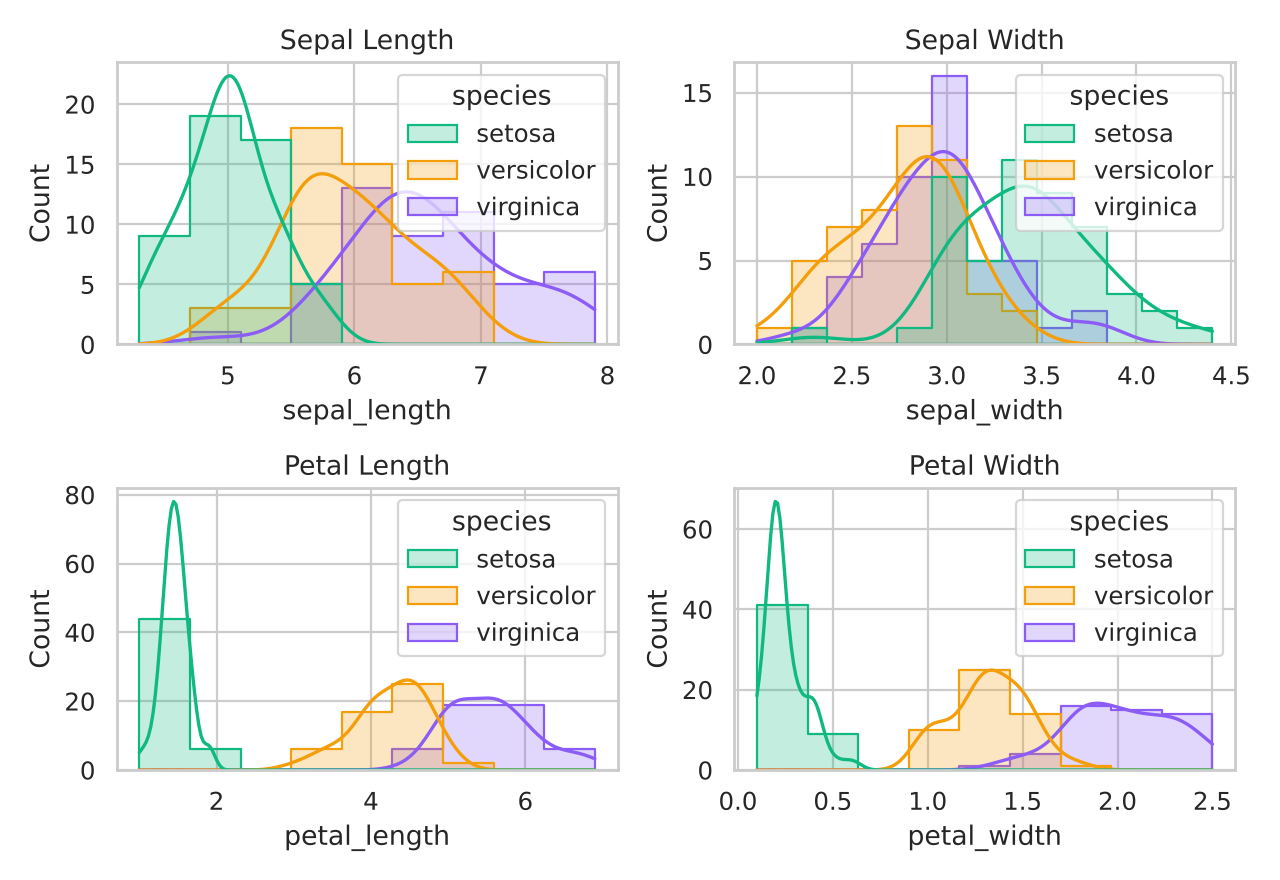 Sepal Length
Count
20
15
10
5
0
5
6
7
8
sepal_length
species
setosa
versicolor
virginica
Sepal Width
Count
15
10
5
0
2.0
2.5
3.0
3.5
4.0
4.5
sepal_width
species
setosa
versicolor
virginica
Petal Length
Count
80
60
40
20
0
2
4
6
petal_length
species
setosa
versicolor
virginica
Petal Width
Count
60
40
20
0
0.0
0.5
1.0
1.5
2.0
2.5
petal_width
species
setosa
versicolor
virginica